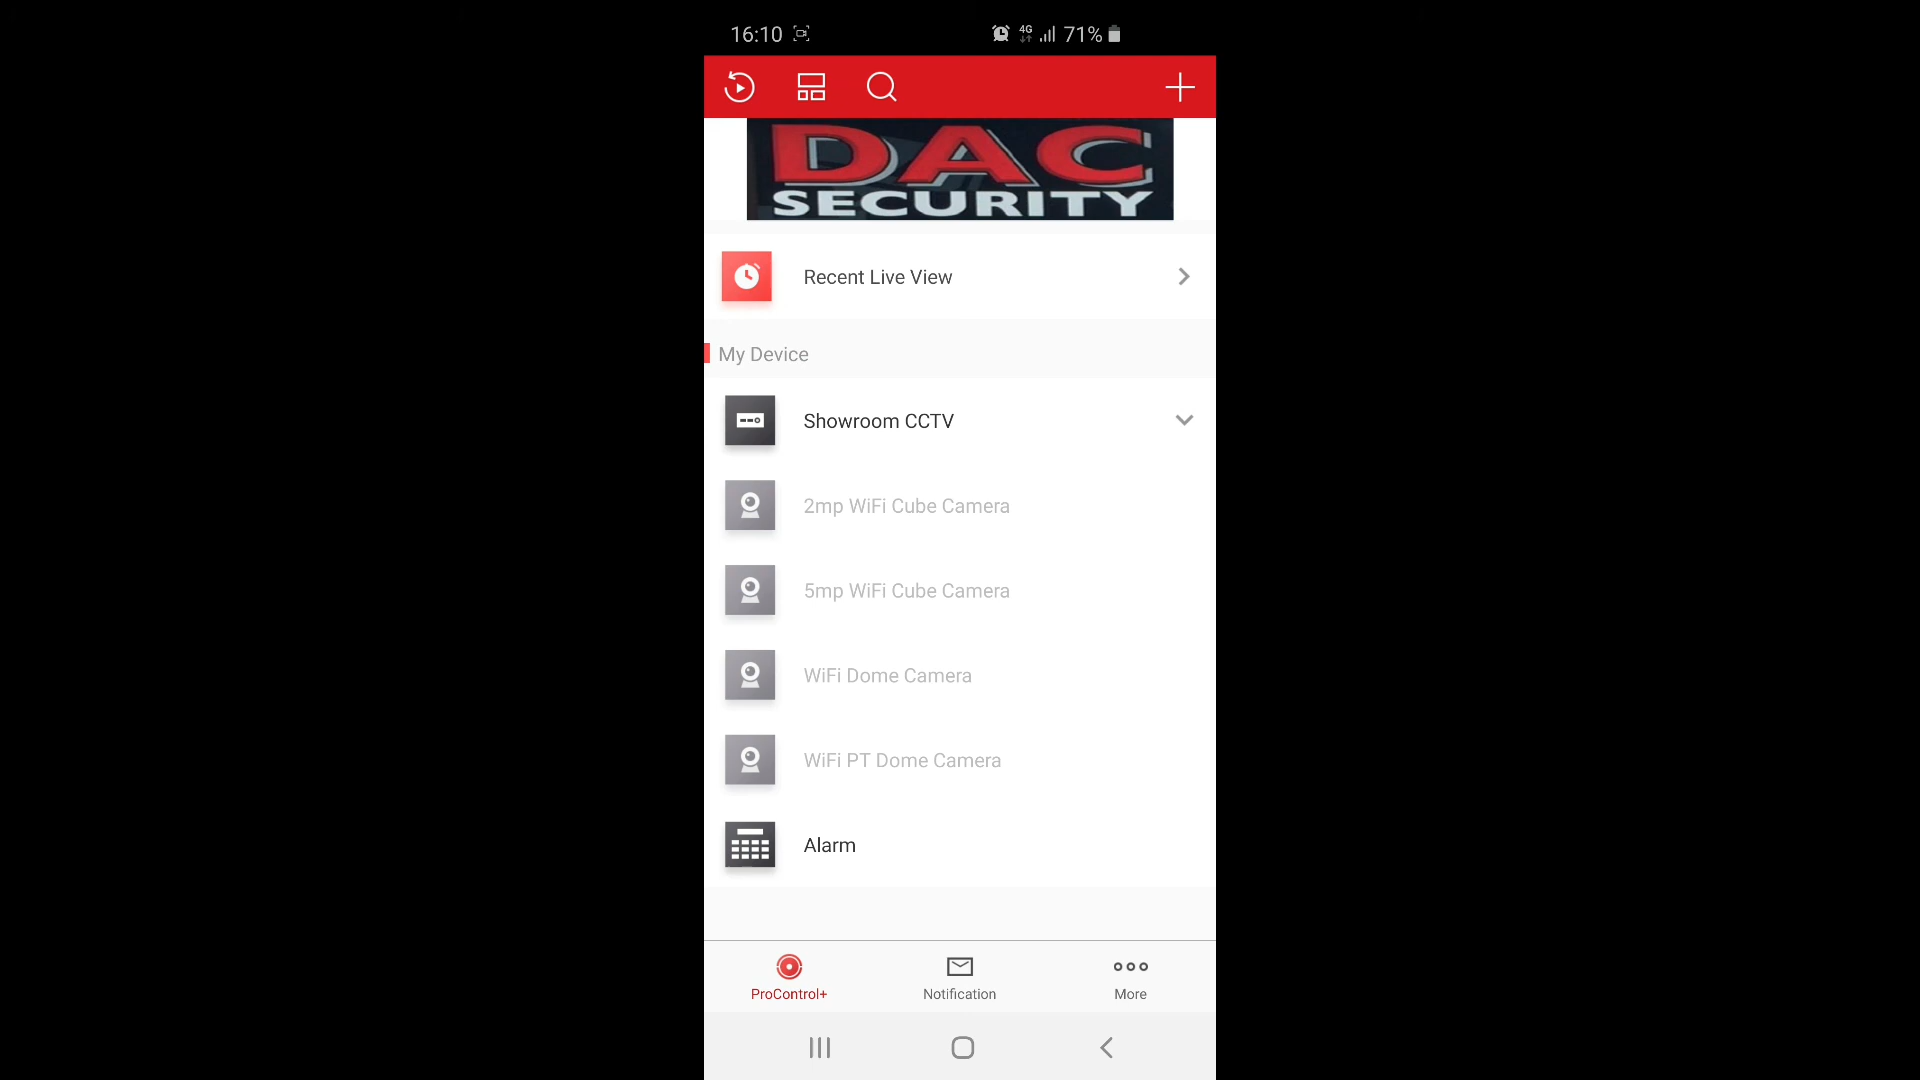 16:10
4G
71%
DAC
SECURITY
Recent Live View
My Device
Showroom CCTV
2mp WiFi Cube Camera
5mp WiFi Cube Camera
WiFi Dome Camera
WiFi PT Dome Camera
Alarm
ProControl+
Notification
More